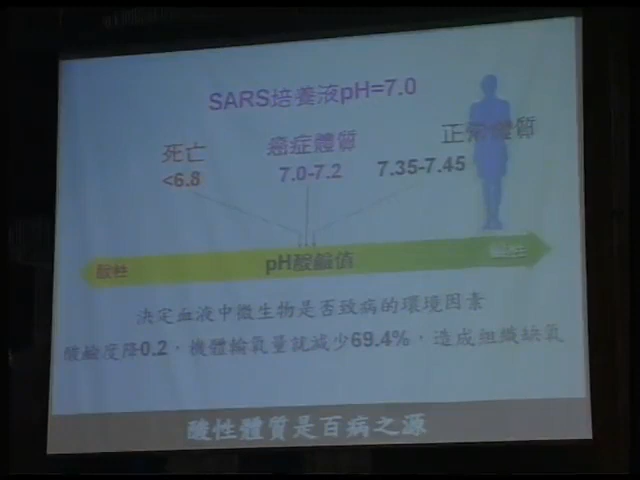 SARS培養液pH=7.0
死亡
<6.8
癌症體質
7.0-7.2
正常體質
7.35-7.45
酸性
pH酸鹼值
鹼性
決定血液中微生物是否致病的環境因素
酸鹼度降0.2，機體輸氧量就減少69.4%，造成組織缺氧
酸性體質是百病之源